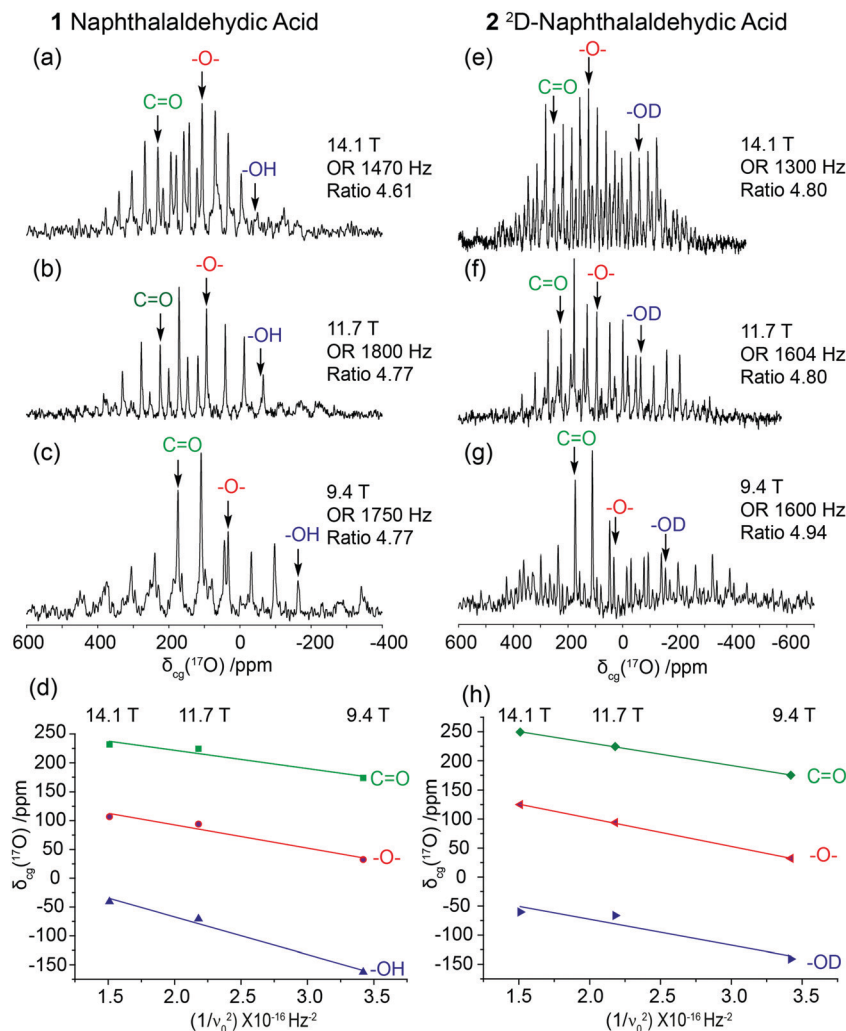 1 Naphthalaldehydic Acid
(a)
-O-
C=O
-OH
14.1 T
OR 1470 Hz
Ratio 4.61
(b)
-O-
C=O
-OH
11.7 T
OR 1800 Hz
Ratio 4.77
(c)
C=O
-O-
-OH
9.4 T
OR 1750 Hz
Ratio 4.77
600 400 200 0 -200 -400
δcg(¹⁷O) /ppm
2 ²D-Naphthalaldydic Acid
(e)
-O-
C=O
-OD
14.1 T
OR 1300 Hz
Ratio 4.80
(f)
C=O
-O-
-OD
11.7 T
OR 1604 Hz
Ratio 4.80
(g)
C=O
-O-
-OD
9.4 T
OR 1600 Hz
Ratio 4.94
600 400 200 0 -200 -400 -600
δcg(¹⁷O) /ppm
(d)
14.1 T 11.7 T 9.4 T
250
200
150
100
50
0
-50
-100
-150
δcg(¹⁷O) /ppm
C=O
-O-
-OH
1.5 2.0 2.5 3.0 3.5
(1/ν₀²) X10⁻¹⁶ Hz⁻²
(h)
14.1 T 11.7 T 9.4 T
250
200
150
100
50
0
-50
-100
-150
δcg(¹⁷O) /ppm
C=O
-O-
-OD
1.5 2.0 2.5 3.0 3.5
(1/ν₀²) X10⁻¹⁶ Hz⁻²